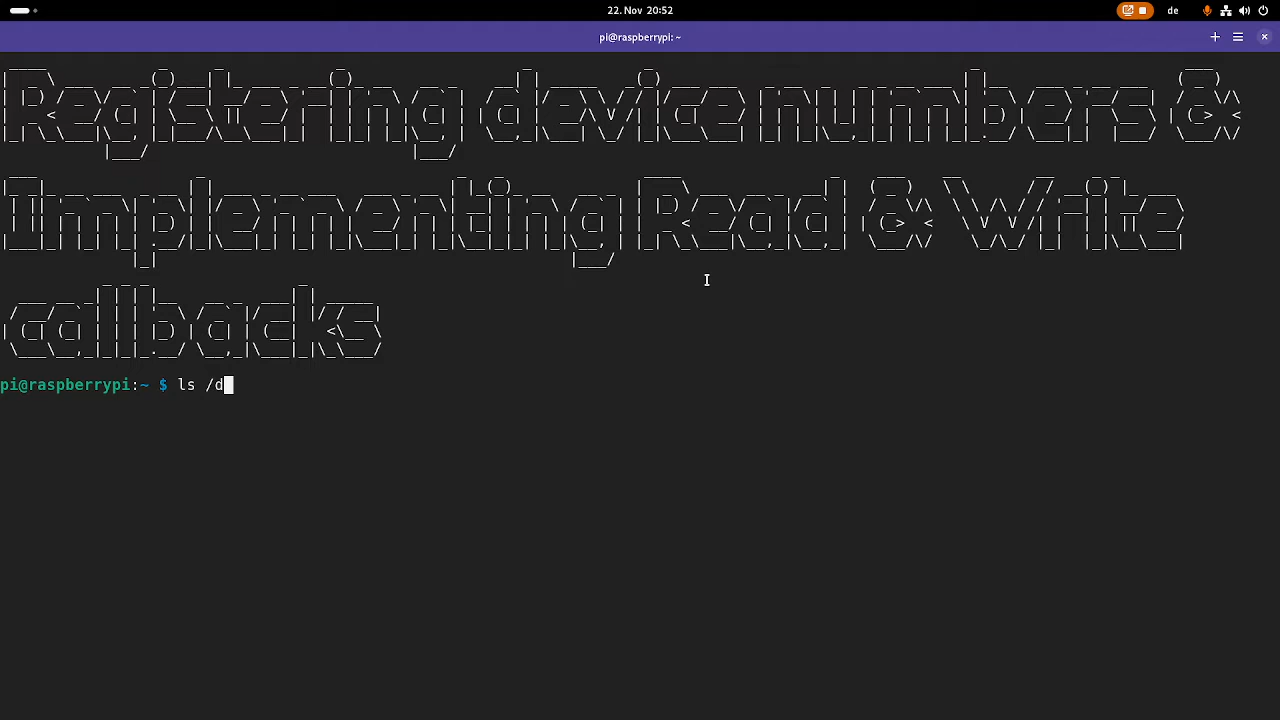 22. Nov 20:52
de
pi@raspberrypi: ~
Registering device numbers &
Implementing Read & Write
callbacks
pi@raspberrypi:~ $ ls /d